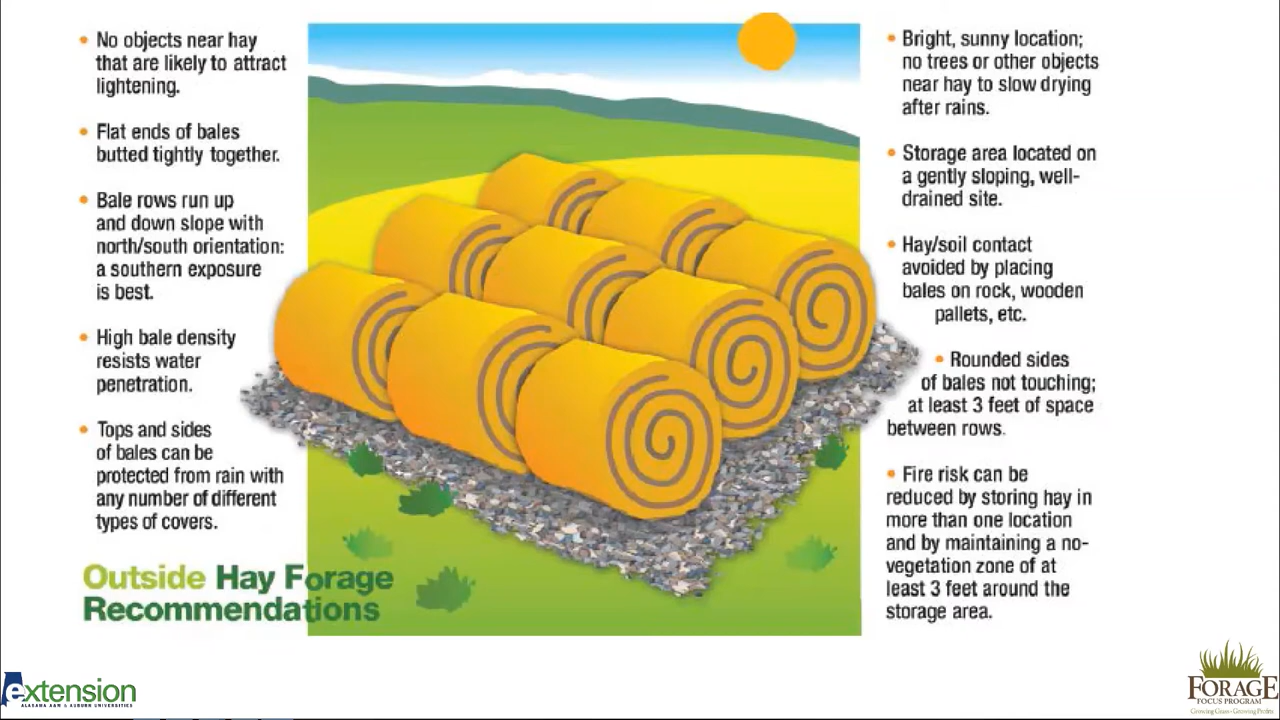 • No objects near hay
that are likely to attract
lightening.
• Flat ends of bales
butted tightly together.
• Bale rows run up
and down slope with
north/south orientation:
a southern exposure
is best.
• High bale density
resists water
penetration.
• Tops and sides
of bales can be
protected from rain with
any number of different
types of covers.
Outside Hay Forage
Recommendations
• Bright, sunny location;
no trees or other objects
near hay to slow drying
after rains.
• Storage area located on
a gently sloping, well-
drained site.
• Hay/soil contact
avoided by placing
bales on rock, wooden
pallets, etc.
• Rounded sides
of bales not touching;
at least 3 feet of space
between rows.
• Fire risk can be
reduced by storing hay in
more than one location
and by maintaining a no-
vegetation zone of at
least 3 feet around the
storage area.
extension
ALABAMA A&M & AUBURN UNIVERSITIES
FORAGE
FOCUS PROGRAM
Growing Grass - Growing Profits